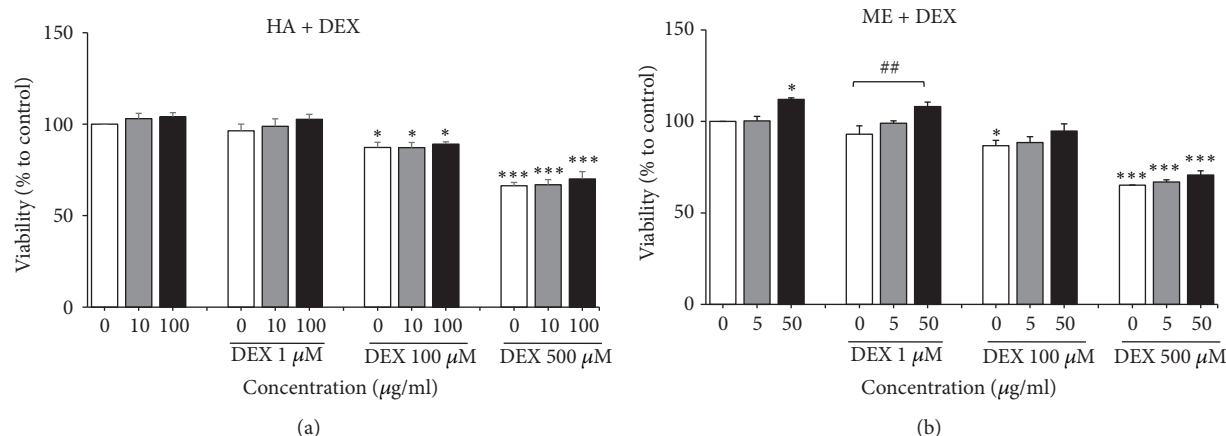 HA + DEX
150
100
50
0
Viability (% to control)
* * *
*** *** ***
0 10 100 0 10 100 0 10 100 0 10 100
DEX 1 μM DEX 100 μM DEX 500 μM
Concentration (μg/ml)
(a)
ME + DEX
150
100
50
0
Viability (% to control)
* ## *
*** *** ***
0 5 50 0 5 50 0 5 50 0 5 50
DEX 1 μM DEX 100 μM DEX 500 μM
Concentration (μg/ml)
(b)